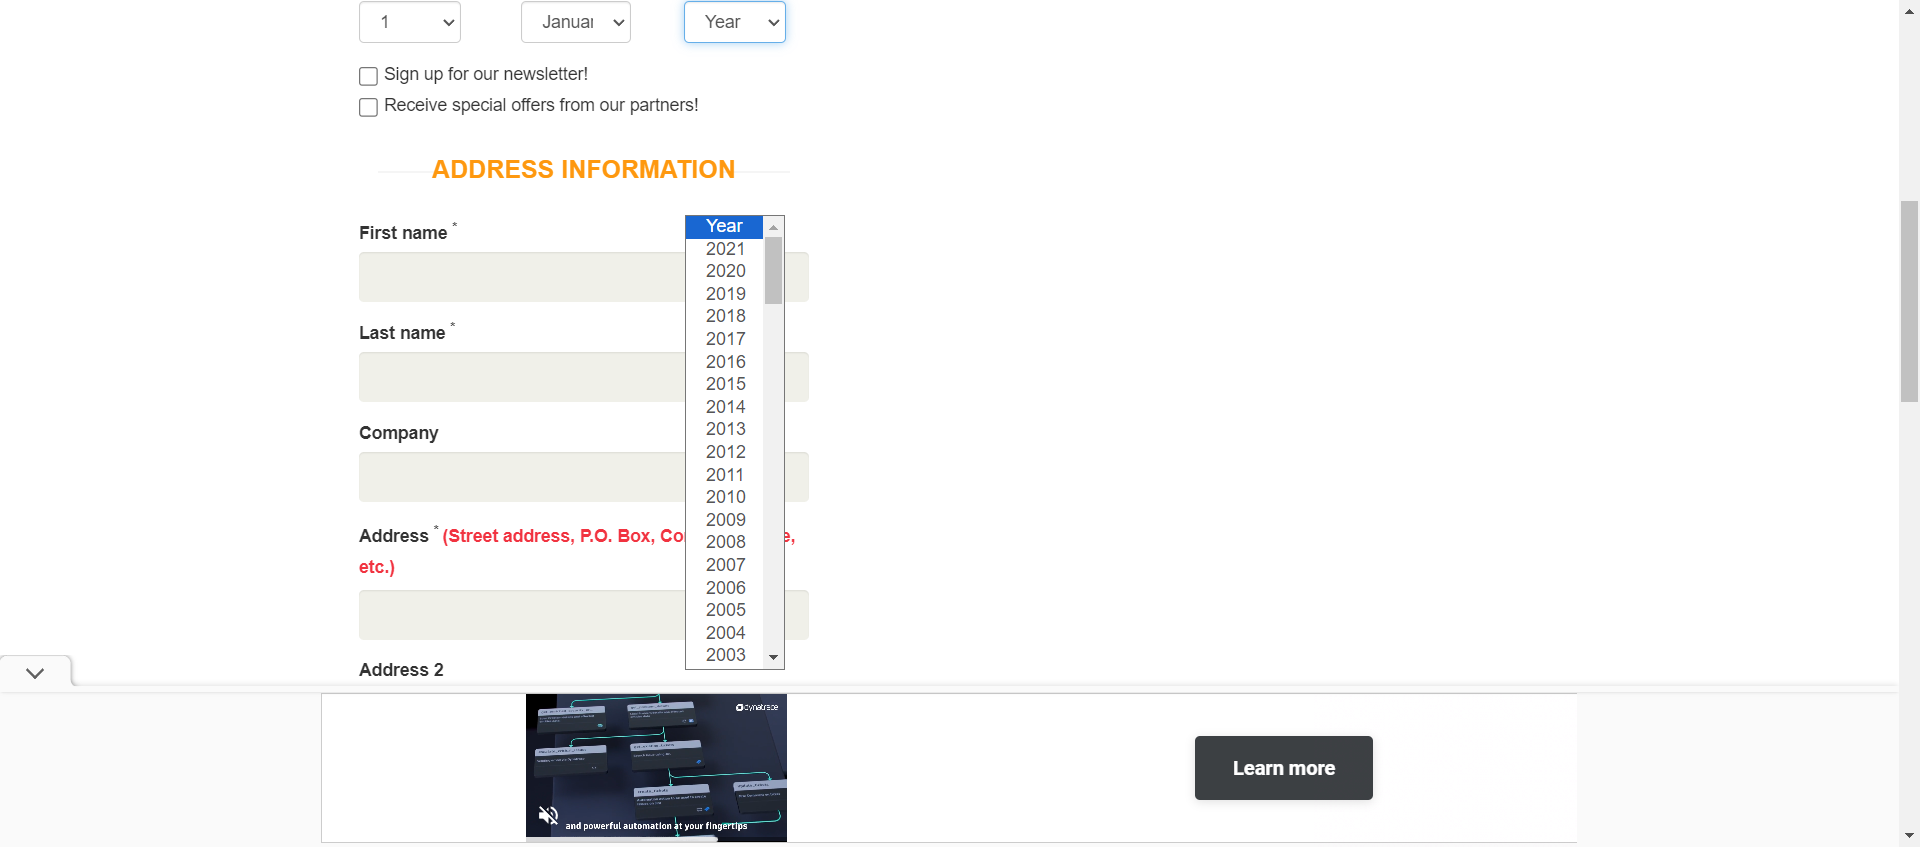 1 Januar Year
Sign up for our newsletter!
Receive special offers from our partners!
ADDRESS INFORMATION
First name *
Last name *
Company
Address * (Street address, P.O. Box, Co e,
etc.)
Address 2
Year
2021
2020
2019
2018
2017
2016
2015
2014
2013
2012
2011
2010
2009
2008
2007
2006
2005
2004
2003
dynatrace
and powerful automation at your fingertips
Learn more